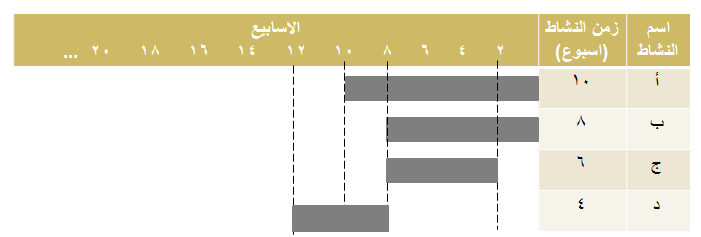 اسم النشاط
زمن النشاط (اسبوع)
الاسابيع
٢ ٤ ٦ ٨ ١٠ ١٢ ١٤ ١٦ ١٨ ٢٠ ...
أ ١٠
ب ٨
ج ٦
د ٤